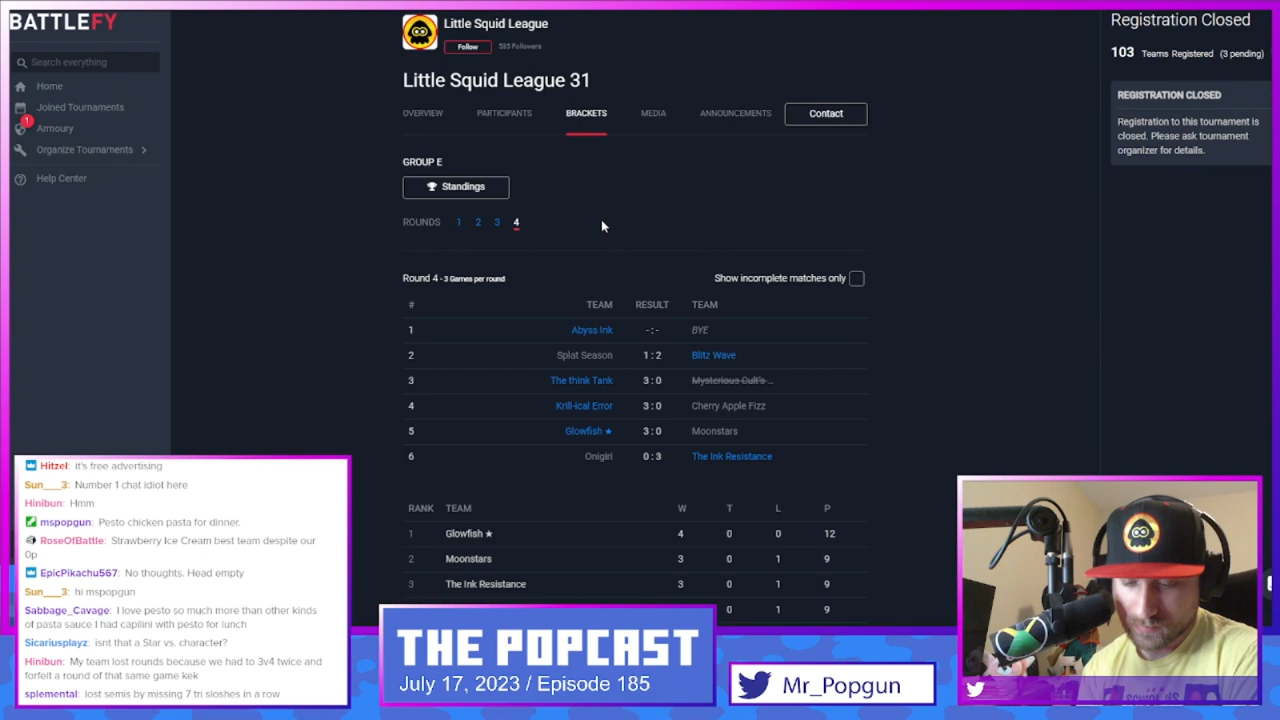 BATTLEFY
Search everything
Home
Joined Tournaments
1
Armoury
Organize Tournaments
Help Center
Little Squid League
Follow
535 Followers
Little Squid League 31
OVERVIEW PARTICIPANTS BRACKETS MEDIA ANNOUNCEMENTS Contact
GROUP E
Standings
ROUNDS 1 2 3 4
Round 4 - 3 Games per round
Show incomplete matches only
# TEAM RESULT TEAM
1 Abyss Ink -:- BYE
2 Splat Season 1:2 Blitz Wave
3 The think Tank 3:0 Mysterious Cult's ...
4 Krill-ical Error 3:0 Cherry Apple Fizz
5 Glowfish ★ 3:0 Moonstars
6 Onigiri 0:3 The Ink Resistance
RANK TEAM W T L P
1 Glowfish ★ 4 0 0 12
2 Moonstars 3 0 1 9
3 The Ink Resistance 3 0 1 9
0 1 9
Registration Closed
103 Teams Registered (3 pending)
REGISTRATION CLOSED
Registration to this tournament is
closed. Please ask tournament
organizer for details.
Hitzel: it's free advertising
Sun___3: Number 1 chat idiot here
Hinibun: Hmm
mspopgun: Pesto chicken pasta for dinner.
RoseOfBattle: Strawberry Ice Cream best team despite our
0p
EpicPikachu567: No thoughts. Head empty
Sun___3: hi mspopgun
Sabbage_Cavage: I love pesto so much more than other kinds
of pasta sauce I had capilini with pesto for lunch
Sicariusplayz: isnt that a Star vs. character?
Hinibun: My team lost rounds because we had to 3v4 twice and
forfeit a round of that same game kek
splemental: lost semis by missing 7 tri sloshes in a row
THE POPCAST
July 17, 2023 / Episode 185
Mr_Popgun